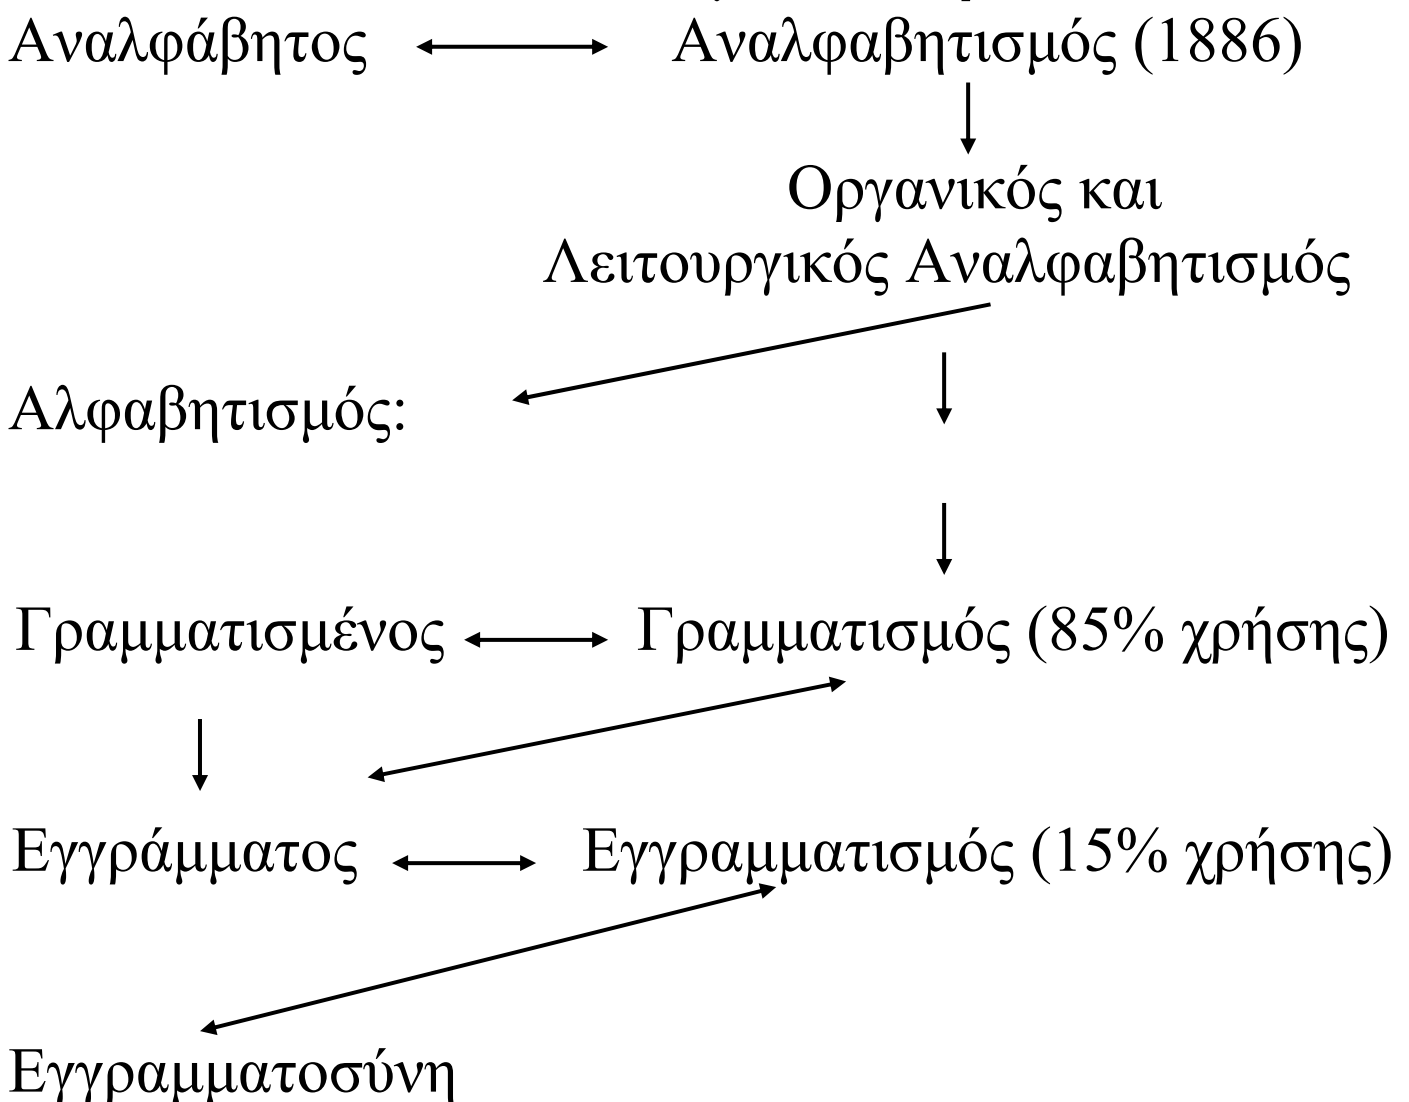 Αναλφάβητος Αναλφαβητισμός (1886)
Οργανικός και
Λειτουργικός Αναλφαβητισμός
Αλφαβητισμός:
Γραμματισμένος Γραμματισμός (85% χρήσης)
Εγγράμματος Εγγραμματισμός (15% χρήσης)
Εγγραμματοσύνη